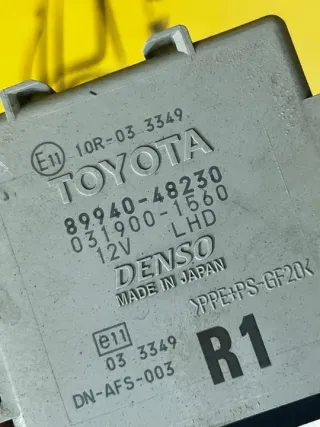 E11 10R-03 3349
TOYOTA
89940-48230
031900-1560
12V LHD
DENSO
MADE IN JAPAN
>PPE+PS-GF20<
e11
03 3349
DN-AFS-003
R1